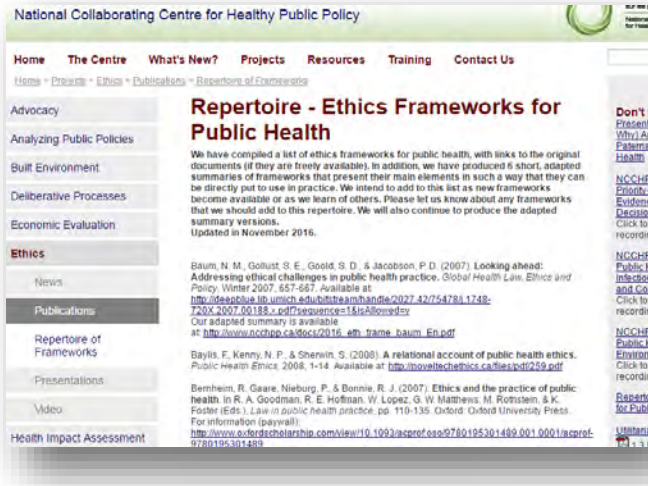 National Collaborating Centre for Healthy Public Policy
Home The Centre What's New? Projects Resources Training Contact Us
Home Projects Ethics Publications Repertoire of Frameworks
Advocacy
Analyzing Public Policies
Built Environment
Deliberative Processes
Economic Evaluation
Ethics
News
Publications
Repertoire of
Frameworks
Presentations
Video
Health Impact Assessment
Repertoire - Ethics Frameworks for
Public Health
We have compiled a list of ethics frameworks for public health, with links to the original
documents (if they are freely available). In addition, we have produced 6 short, adapted
summaries of frameworks that present their main elements in such a way that they can
be directly put to use in practice. We intend to add to this list as new frameworks
become available or as we learn of others. Please let us know about any frameworks
that we should add to this repertoire. We will also continue to produce the adapted
summary versions.
Updated in November 2016.
Baum, N. M., Gollust, S. E., Goold, S. D., & Jacobson, P. D. (2007). Looking ahead:
Addressing ethical challenges in public health practice. Global Health Law, Ethics and
Policy. Winter 2007, 657-667. Available at:
http://deepblue.lib.umich.edu/bitstream/handle/2027.42/75478/j.1748-
720X.2007.00188.x.pdf?sequence=1&isAllowed=y
Our adapted summary is available
at: http://www.ncchpp.ca/docs/2016_eth_frame_baum_En.pdf
Baylis, F., Kenny, N. P., & Sherwin, S. (2008). A relational account of public health ethics.
Public Health Ethics, 2008, 1-14. Available at: http://noveltechethics.ca/files/pdf/259.pdf
Bernheim, R. Gaare, Nieburg, P., & Bonnie, R. J. (2007). Ethics and the practice of public
health. In R. A. Goodman, R. E. Hoffman, W. Lopez, G. W. Matthews, M. Rothstein, & K.
Foster (Eds.), Law in public health practice, pp. 110-135. Oxford: Oxford University Press.
For information (paywall):
http://www.oxfordscholarship.com/view/10.1093/acprof:oso/9780195301489.001.0001/acprof-
9780195301489
Don't
Health
NCCHP
Priority
Click to
NCCHP
Public H
and Co
Click to
NCCHP
Public H
Environ
Click to
for Publ